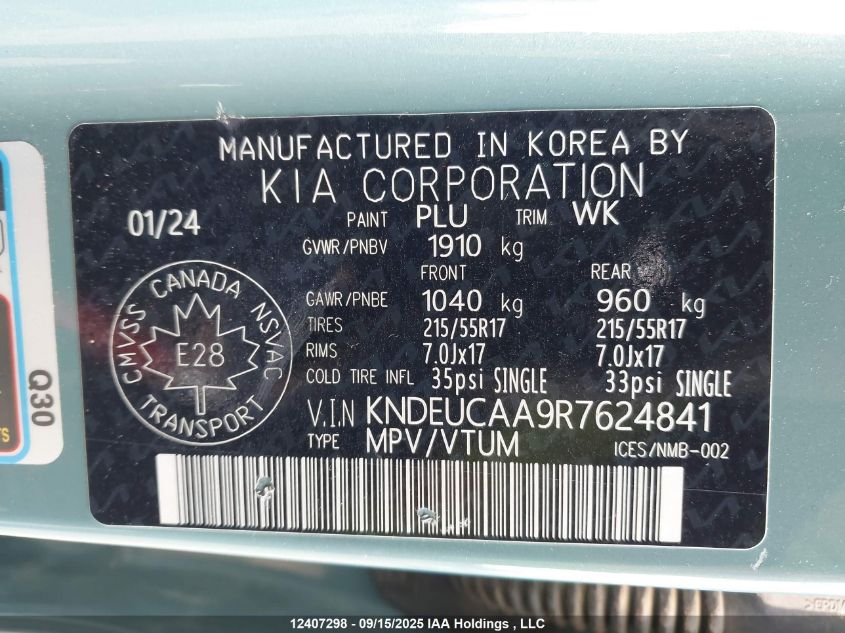 MANUFACTURED IN KOREA BY
KIA CORPORATION
01/24 PAINT PLU TRIM WK
GVWR/PNBV 1910 kg
FRONT REAR
GAWR/PNBE 1040 kg 960 kg
TIRES 215/55R17 215/55R17
RIMS 7.0Jx17 7.0Jx17
COLD TIRE INFL 35psi SINGLE 33psi SINGLE
V.I.N KNDEUCAA9R7624841
TYPE MPV/VTUM ICES/NMB-002
CANADA
CMVSS NSVAC
E28
TRANSPORT
Q30
12407298 - 09/15/2025 IAA Holdings , LLC